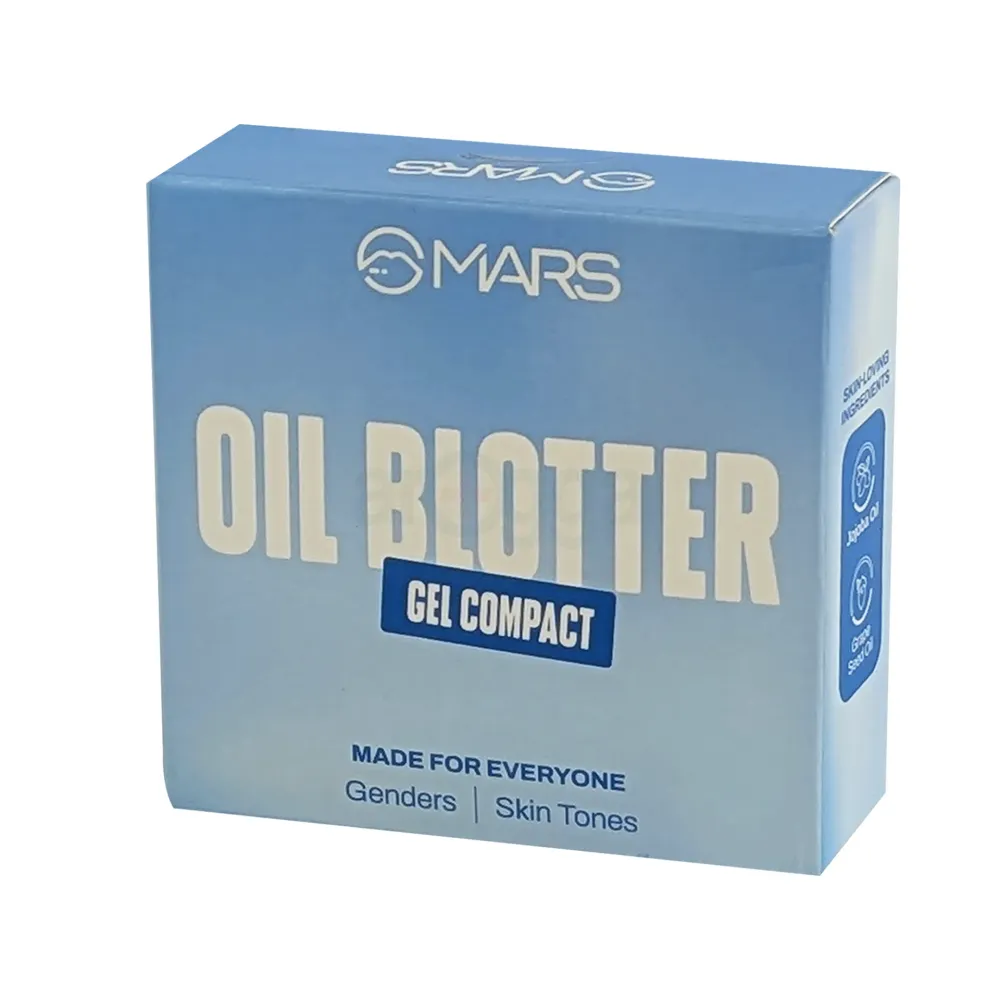 MARS
MARS
OIL BLOTTER
GEL COMPACT
MADE FOR EVERYONE
Genders | Skin Tones
SKIN-LOVING
INGREDIENTS
Jojoba Oil
Grape
Seed Oil